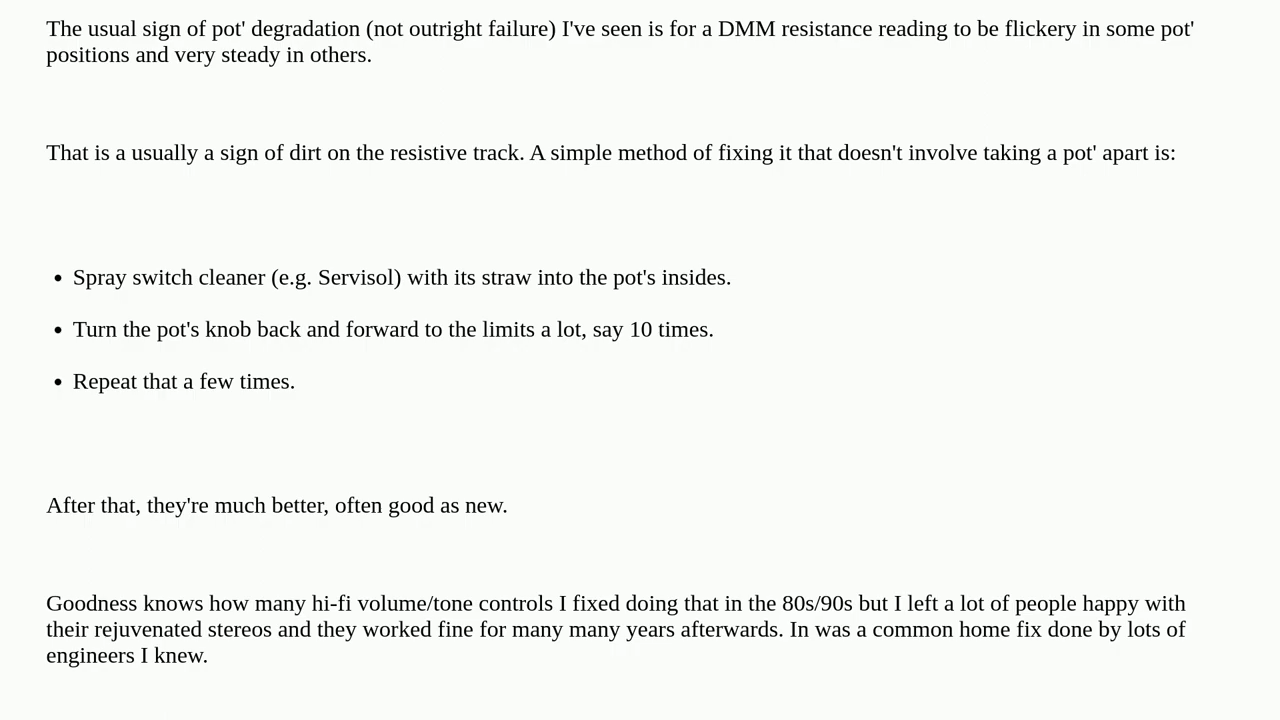 The usual sign of pot' degradation (not outright failure) I've seen is for a DMM resistance reading to be flickery in some pot'
positions and very steady in others.
That is a usually a sign of dirt on the resistive track. A simple method of fixing it that doesn't involve taking a pot' apart is:
• Spray switch cleaner (e.g. Servisol) with its straw into the pot's insides.
• Turn the pot's knob back and forward to the limits a lot, say 10 times.
• Repeat that a few times.
After that, they're much better, often good as new.
Goodness knows how many hi-fi volume/tone controls I fixed doing that in the 80s/90s but I left a lot of people happy with
their rejuvenated stereos and they worked fine for many many years afterwards. In was a common home fix done by lots of
engineers I knew.